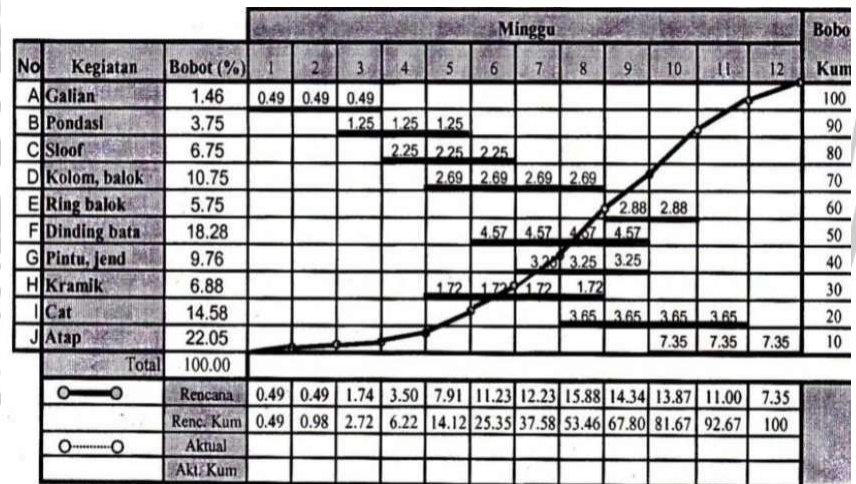 Minggu Bobo
No Kegiatan Bobot (%) 1 2 3 4 5 6 7 8 9 10 11 12 Kum
A Galian 1.46 0.49 0.49 0.49 100
B Pondasi 3.75 1.25 1.25 1.25 90
C Sloof 6.75 2.25 2.25 2.25 80
D Kolom, balok 10.75 2.69 2.69 2.69 2.69 70
E Ring balok 5.75 2.88 2.88 60
F Dinding bata 18.28 4.57 4.57 4.57 4.57 50
G Pintu, jend 9.76 3.25 3.25 3.25 40
H Kramik 6.88 1.72 1.72 1.72 1.72 30
I Cat 14.58 3.65 3.65 3.65 3.65 20
J Atap 22.05 7.35 7.35 7.35 10
Total 100.00
Rencana 0.49 0.49 1.74 3.50 7.91 11.23 12.23 15.88 14.34 13.87 11.00 7.35
Renc. Kum 0.49 0.98 2.72 6.22 14.12 25.35 37.58 53.46 67.80 81.67 92.67 100
Aktual
Akt. Kum